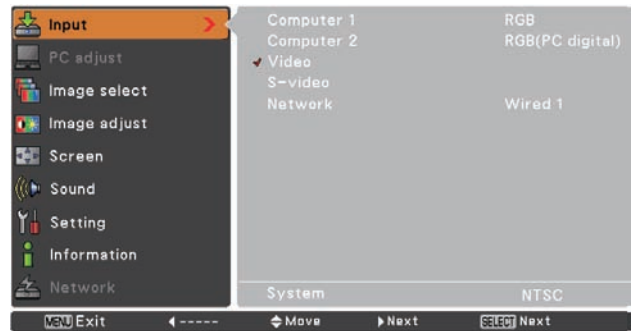 Input
PC adjust
Image select
Image adjust
Screen
Sound
Setting
Information
Network
Computer 1 RGB
Computer 2 RGB(PC digital)
Video
S-video
Network Wired 1
System NTSC
MENU Exit ----- Move Next SELECT Next